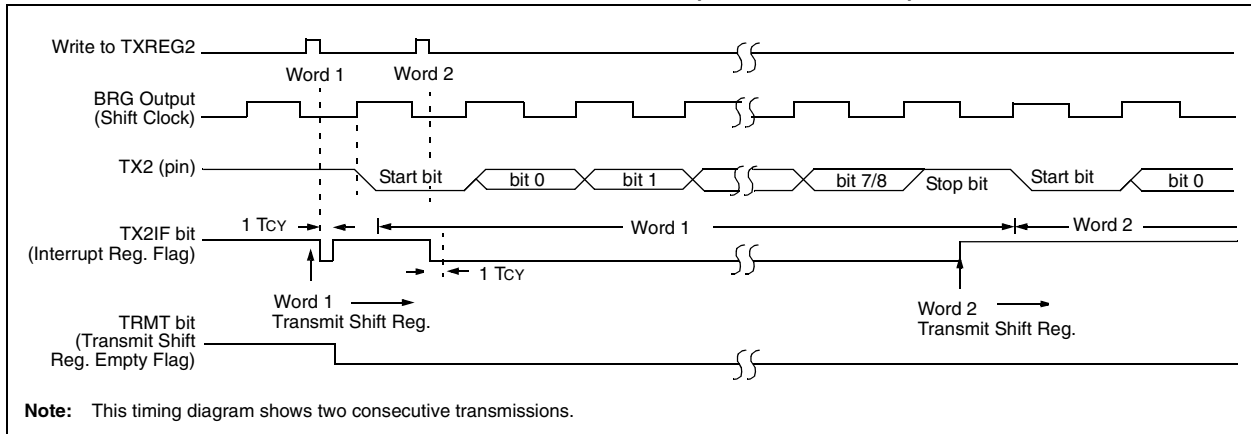 Write to TXREG2
Word 1
Word 2
BRG Output
(Shift Clock)
TX2 (pin)
Start bit
bit 0
bit 1
bit 7/8
Stop bit
Start bit
bit 0
1 TCY
Word 1
Word 2
TX2IF bit
(Interrupt Reg. Flag)
1 TCY
Word 1
Transmit Shift Reg.
Word 2
Transmit Shift Reg.
TRMT bit
(Transmit Shift
Reg. Empty Flag)
Note: This timing diagram shows two consecutive transmissions.